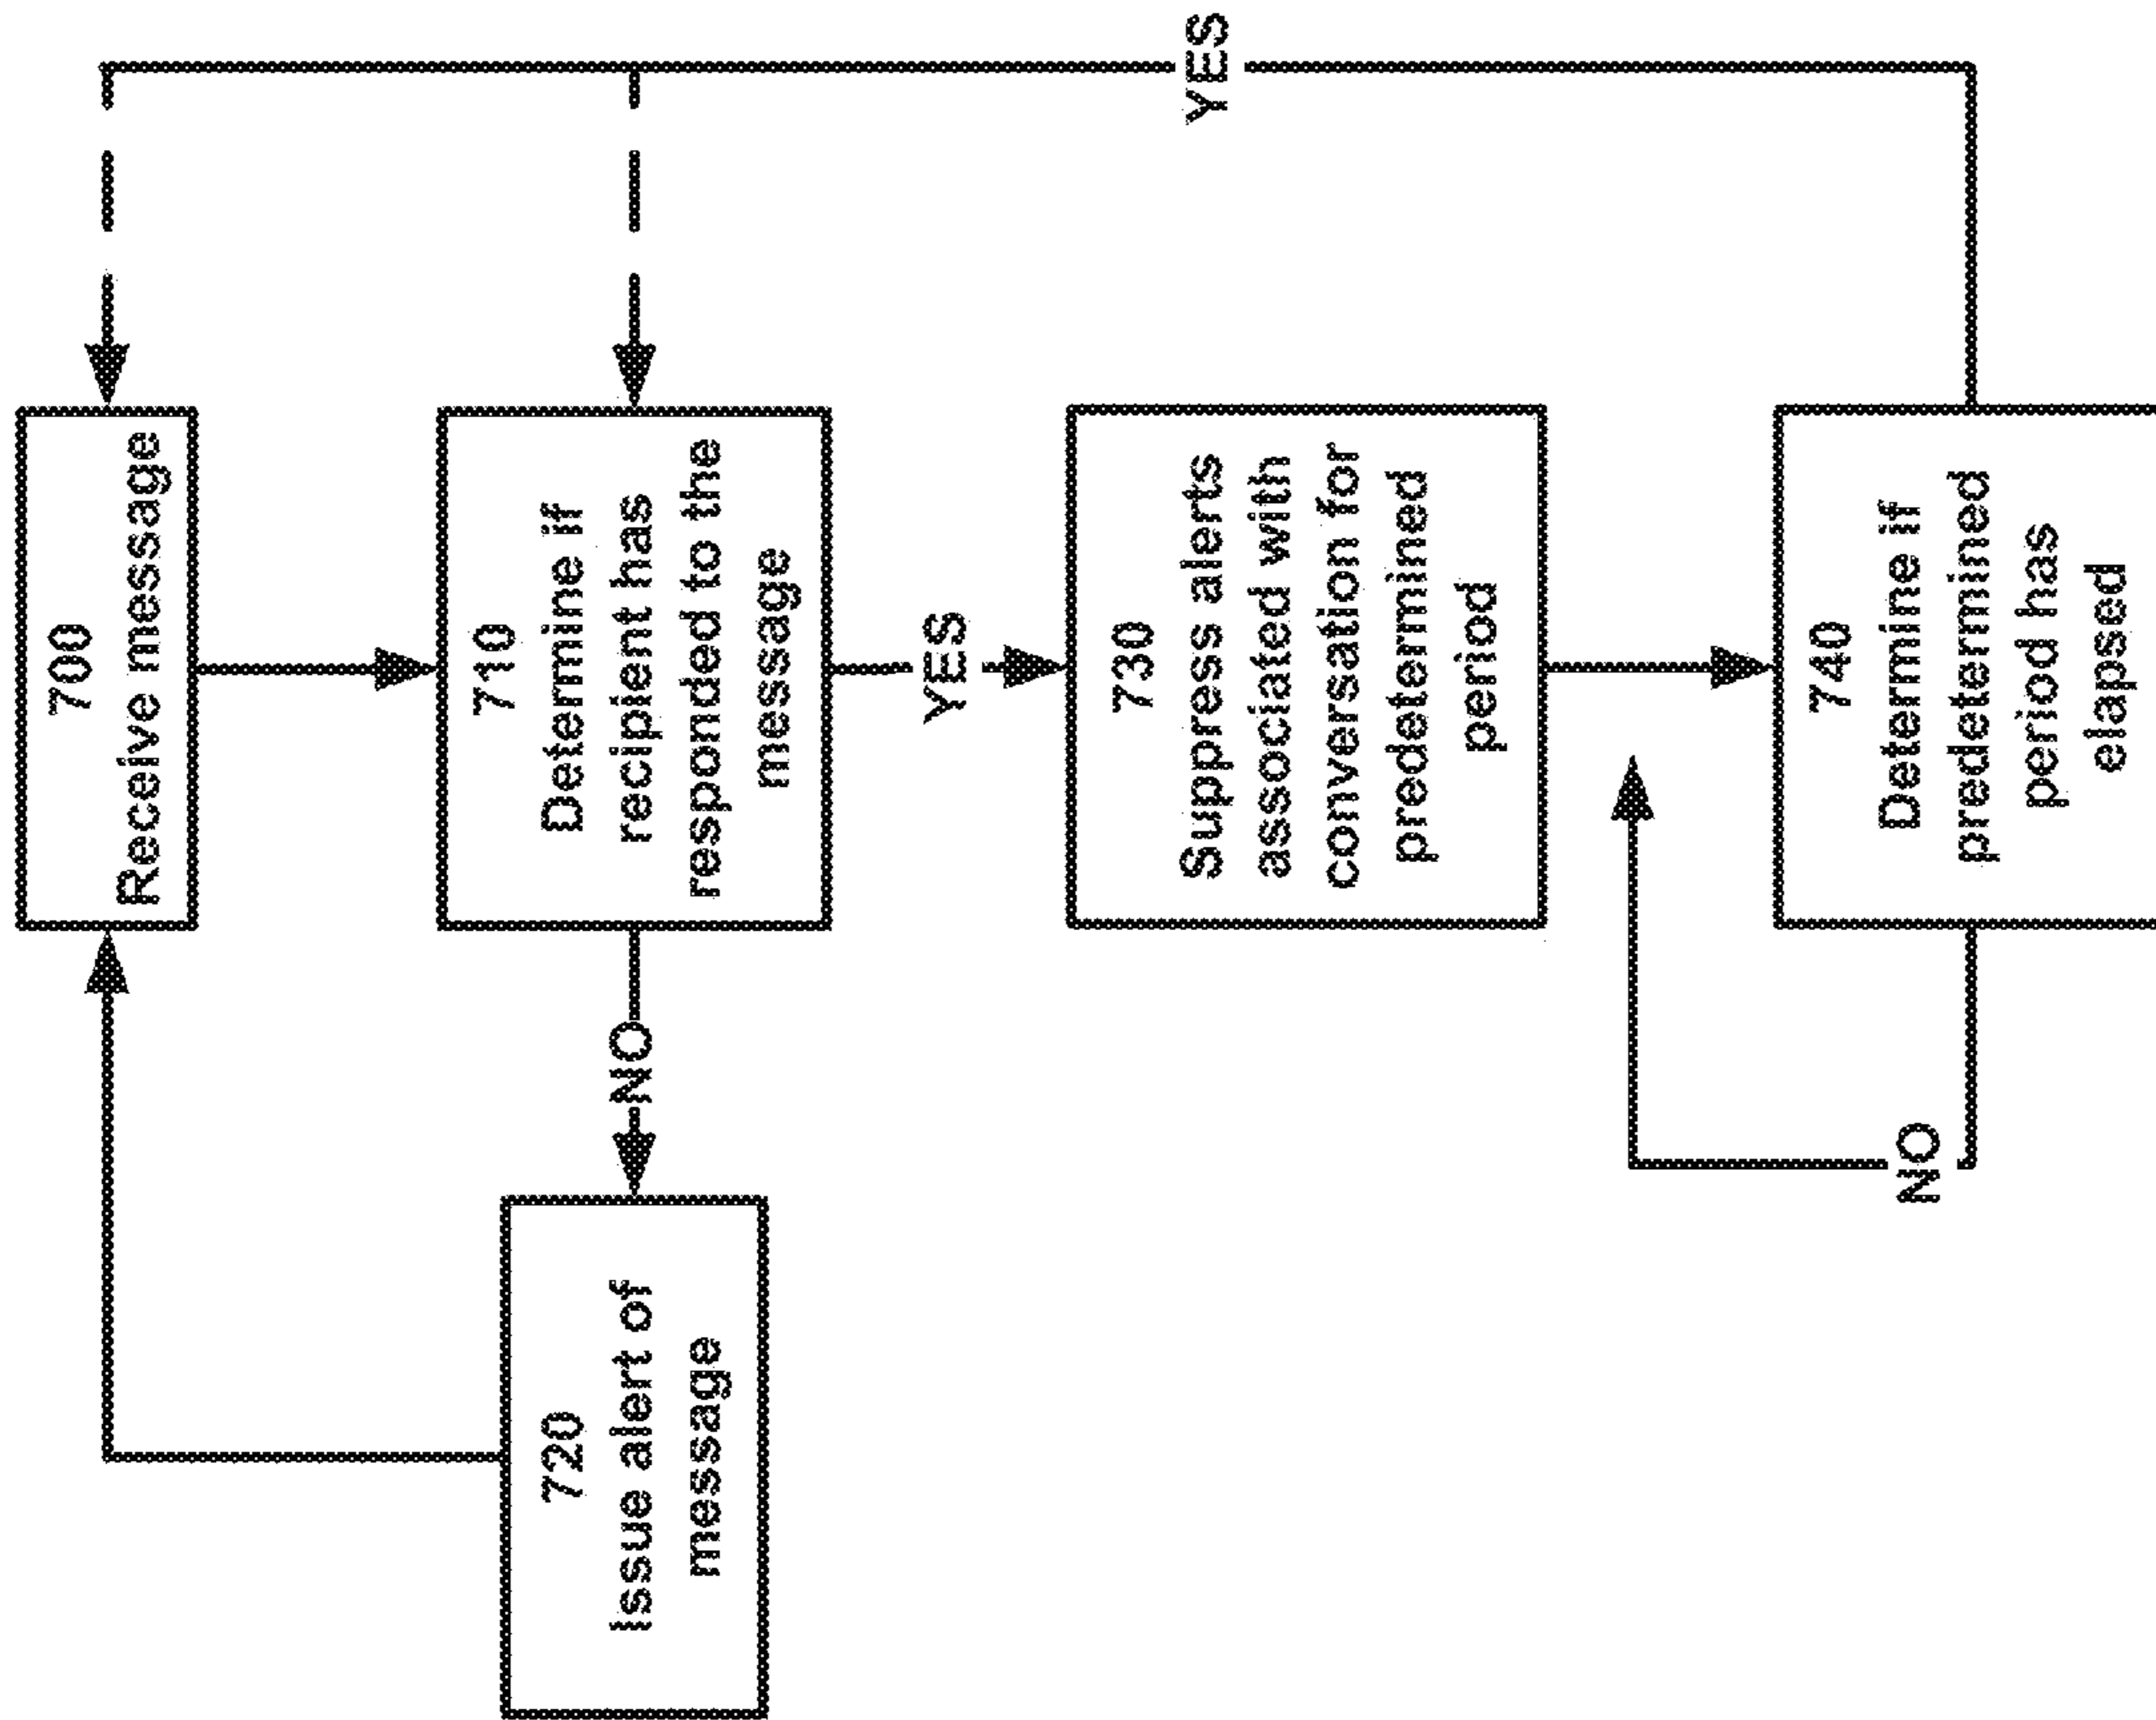 700
Receive message
710
Determine if
recipient has
responded to the
message
NO
720
Issue alert of
message
YES
730
Suppress alerts
associated with
conversation for
predetermined
period
740
Determine if
predetermined
period has
elapsed
NO
YES